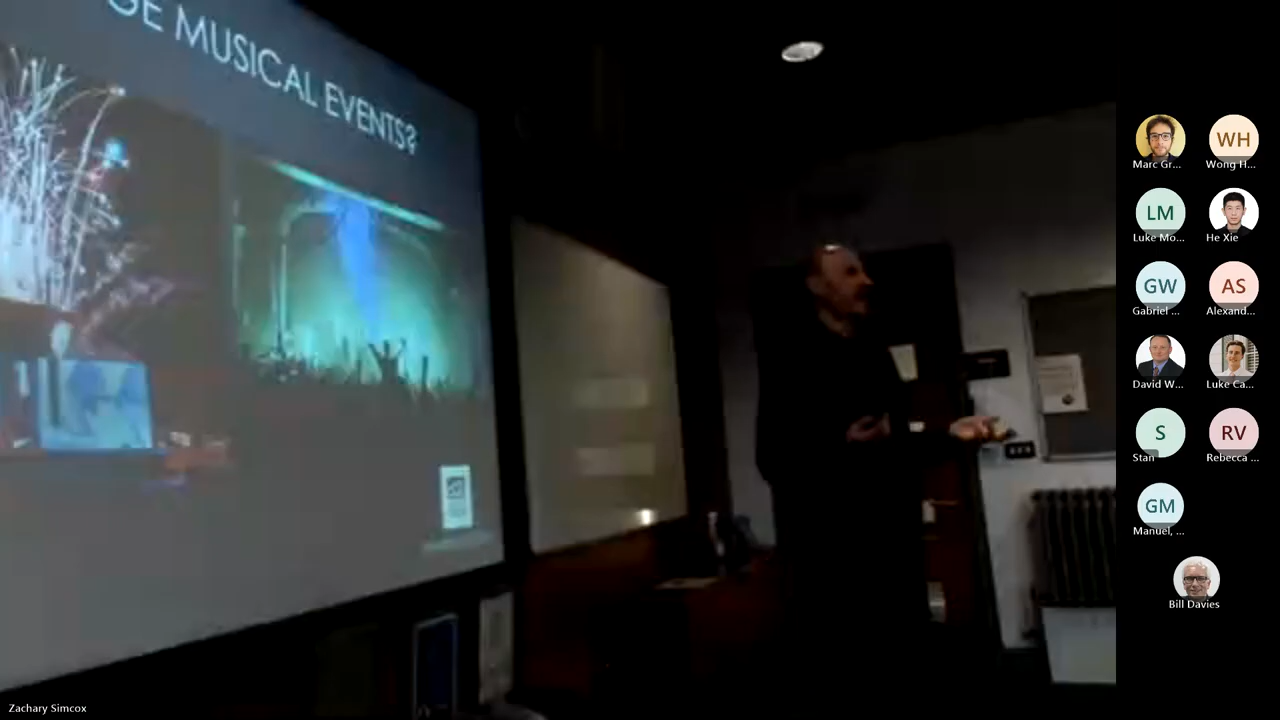 GE MUSICAL EVENTS?
Marc Gr...
WH
Wong H...
LM
Luke Mo...
He Xie
GW
Gabriel ...
AS
Alexand...
David W...
Luke Ca...
S
Stan
RV
Rebecca ...
GM
Manuel, ...
Bill Davies
Zachary Simcox